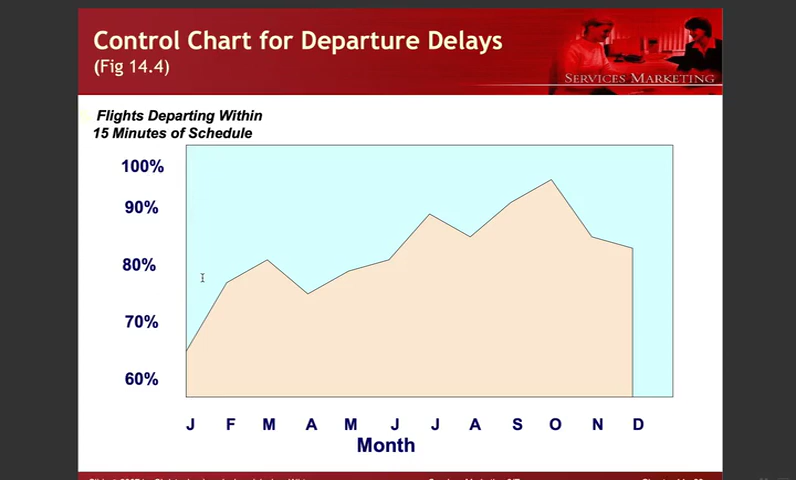 Control Chart for Departure Delays
(Fig 14.4)
SERVICES MARKETING
Flights Departing Within
15 Minutes of Schedule
100%
90%
80%
70%
60%
J F M A M J J A S O N D
Month